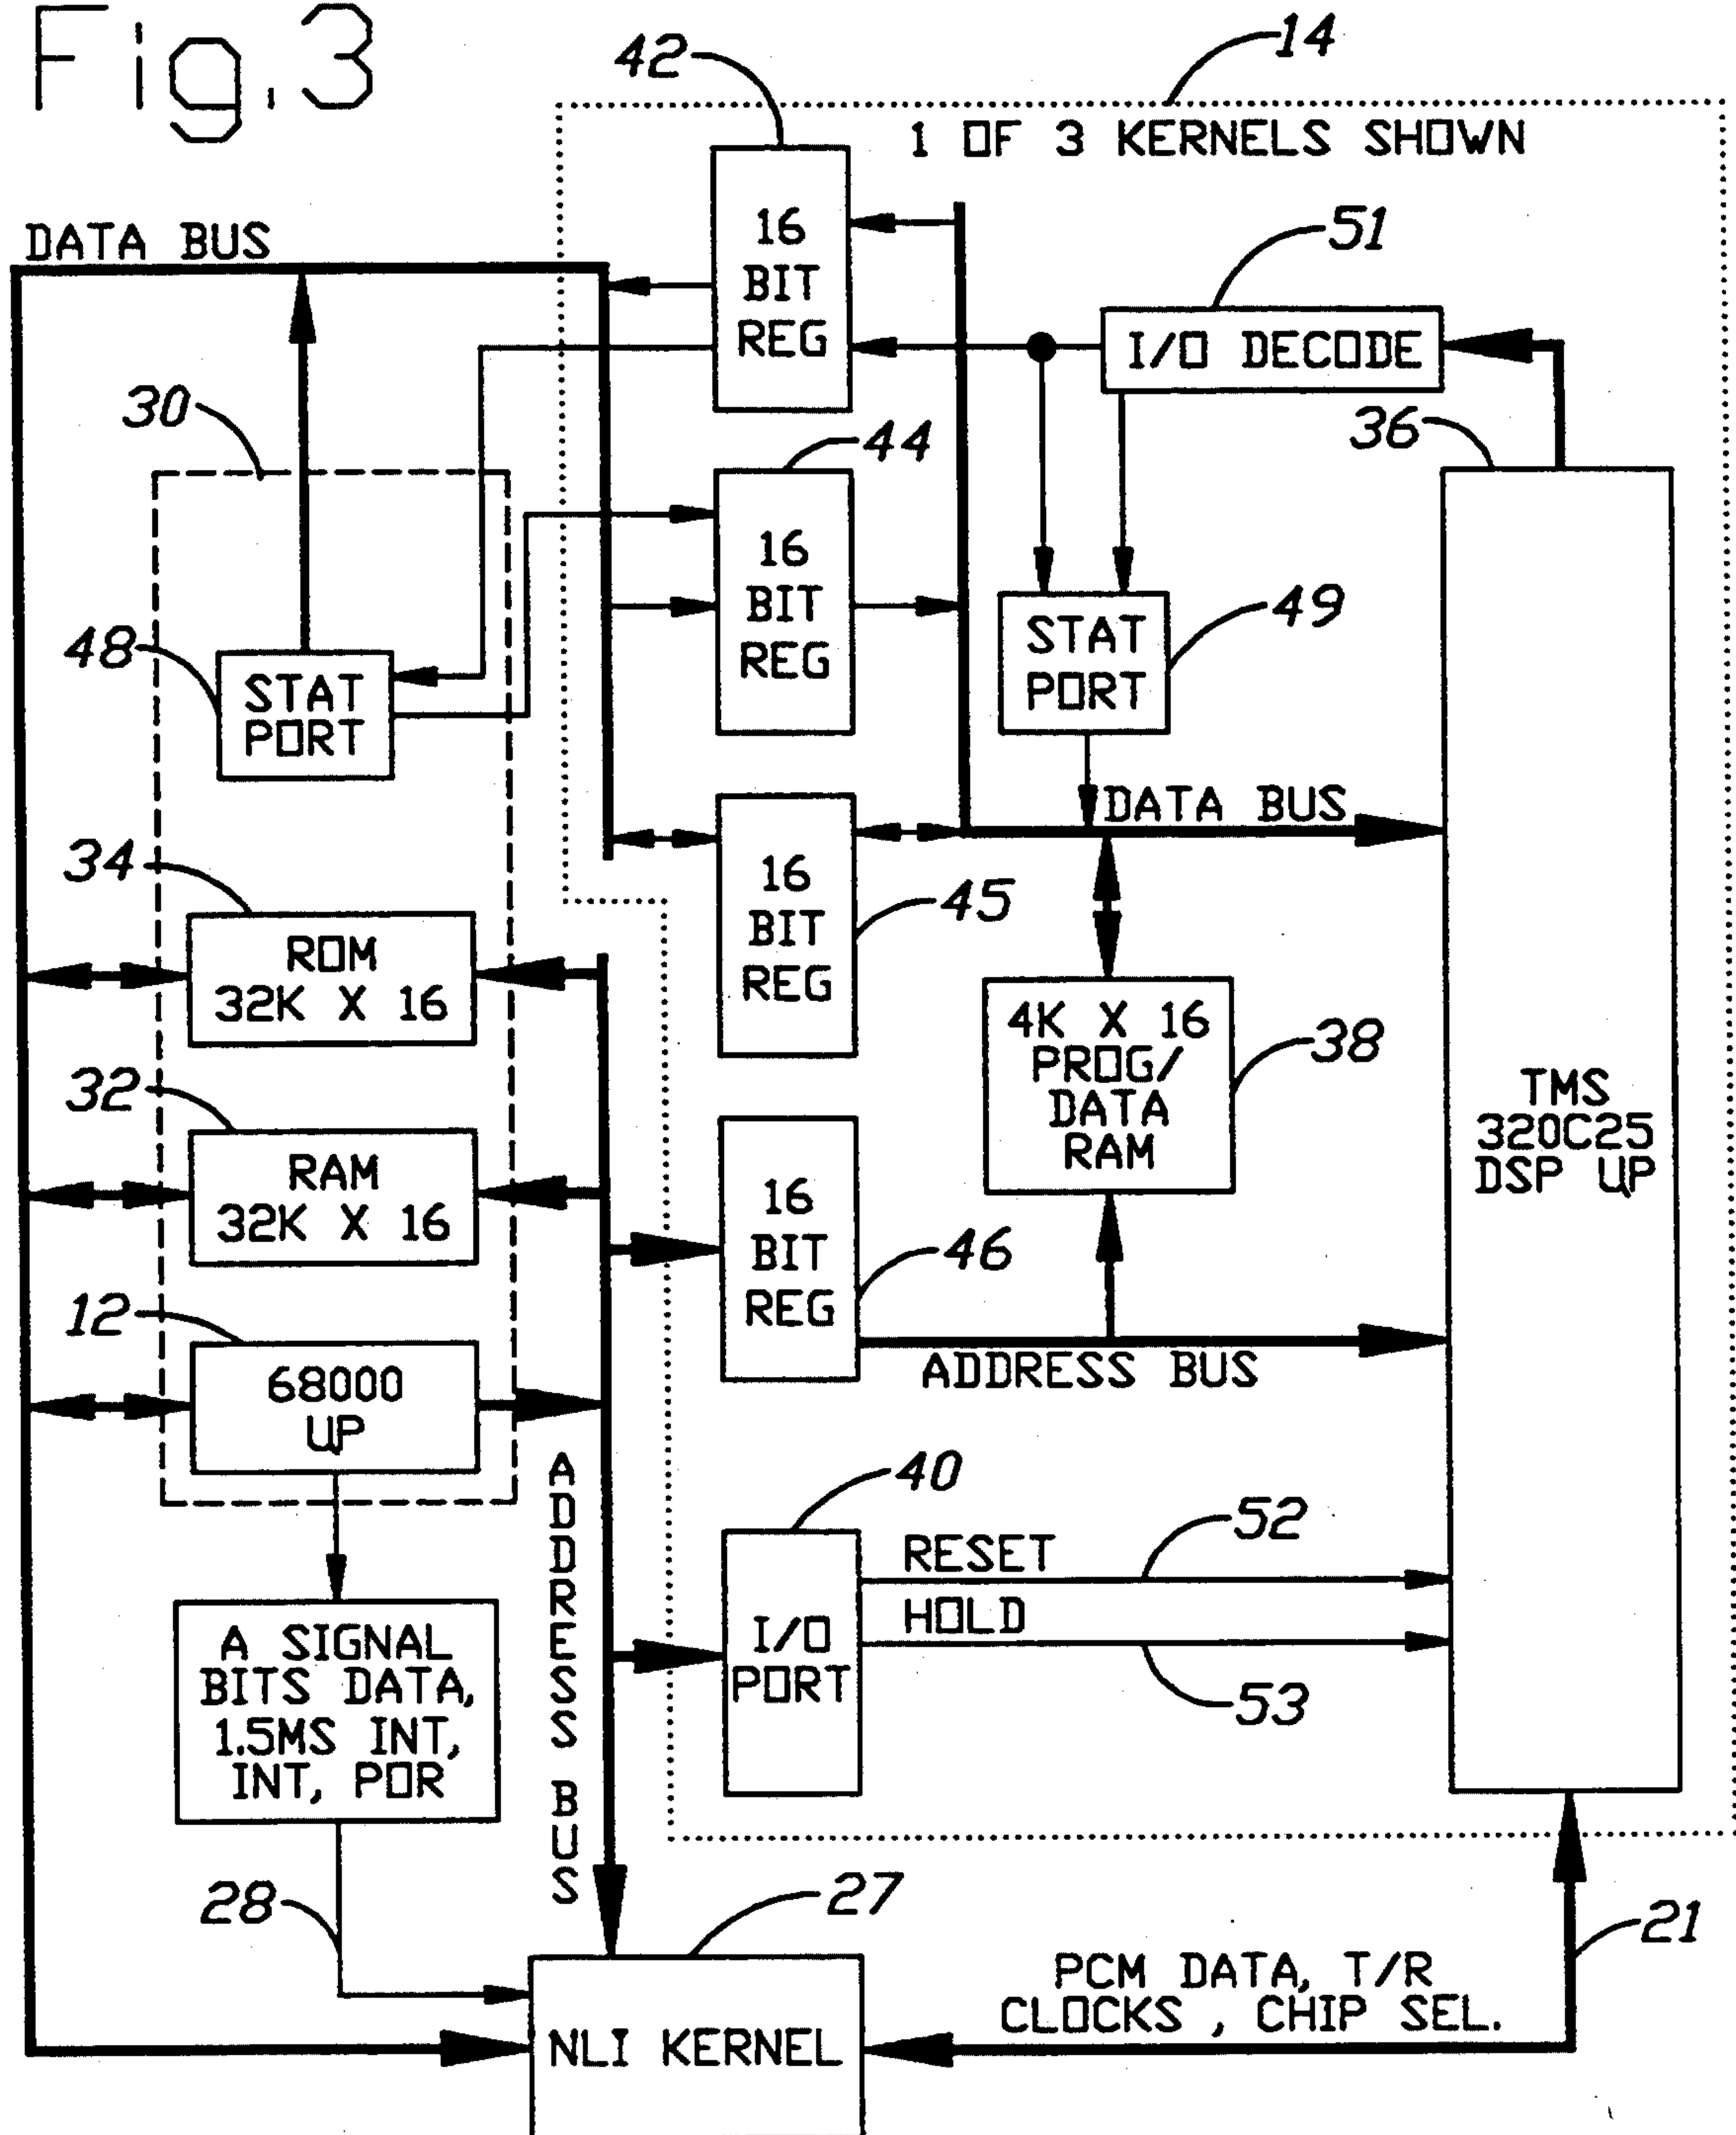 Fig.3
42
14
1 OF 3 KERNELS SHOWN
DATA BUS
16
BIT
REG
51
I/O DECODE
30
44
36
16
BIT
REG
48
STAT
PORT
49
STAT
PORT
DATA BUS
34
ROM
32K X 16
16
BIT
REG
45
4K X 16
PROG/
DATA
RAM
38
TMS
320C25
DSP UP
32
RAM
32K X 16
16
BIT
REG
46
ADDRESS BUS
12
68000
UP
ADDRESS BUS
40
RESET
52
HOLD
I/O
PORT
53
A SIGNAL
BITS DATA,
1.5MS INT,
INT, POR
28
27
21
PCM DATA, T/R
CLOCKS , CHIP SEL.
NLI KERNEL